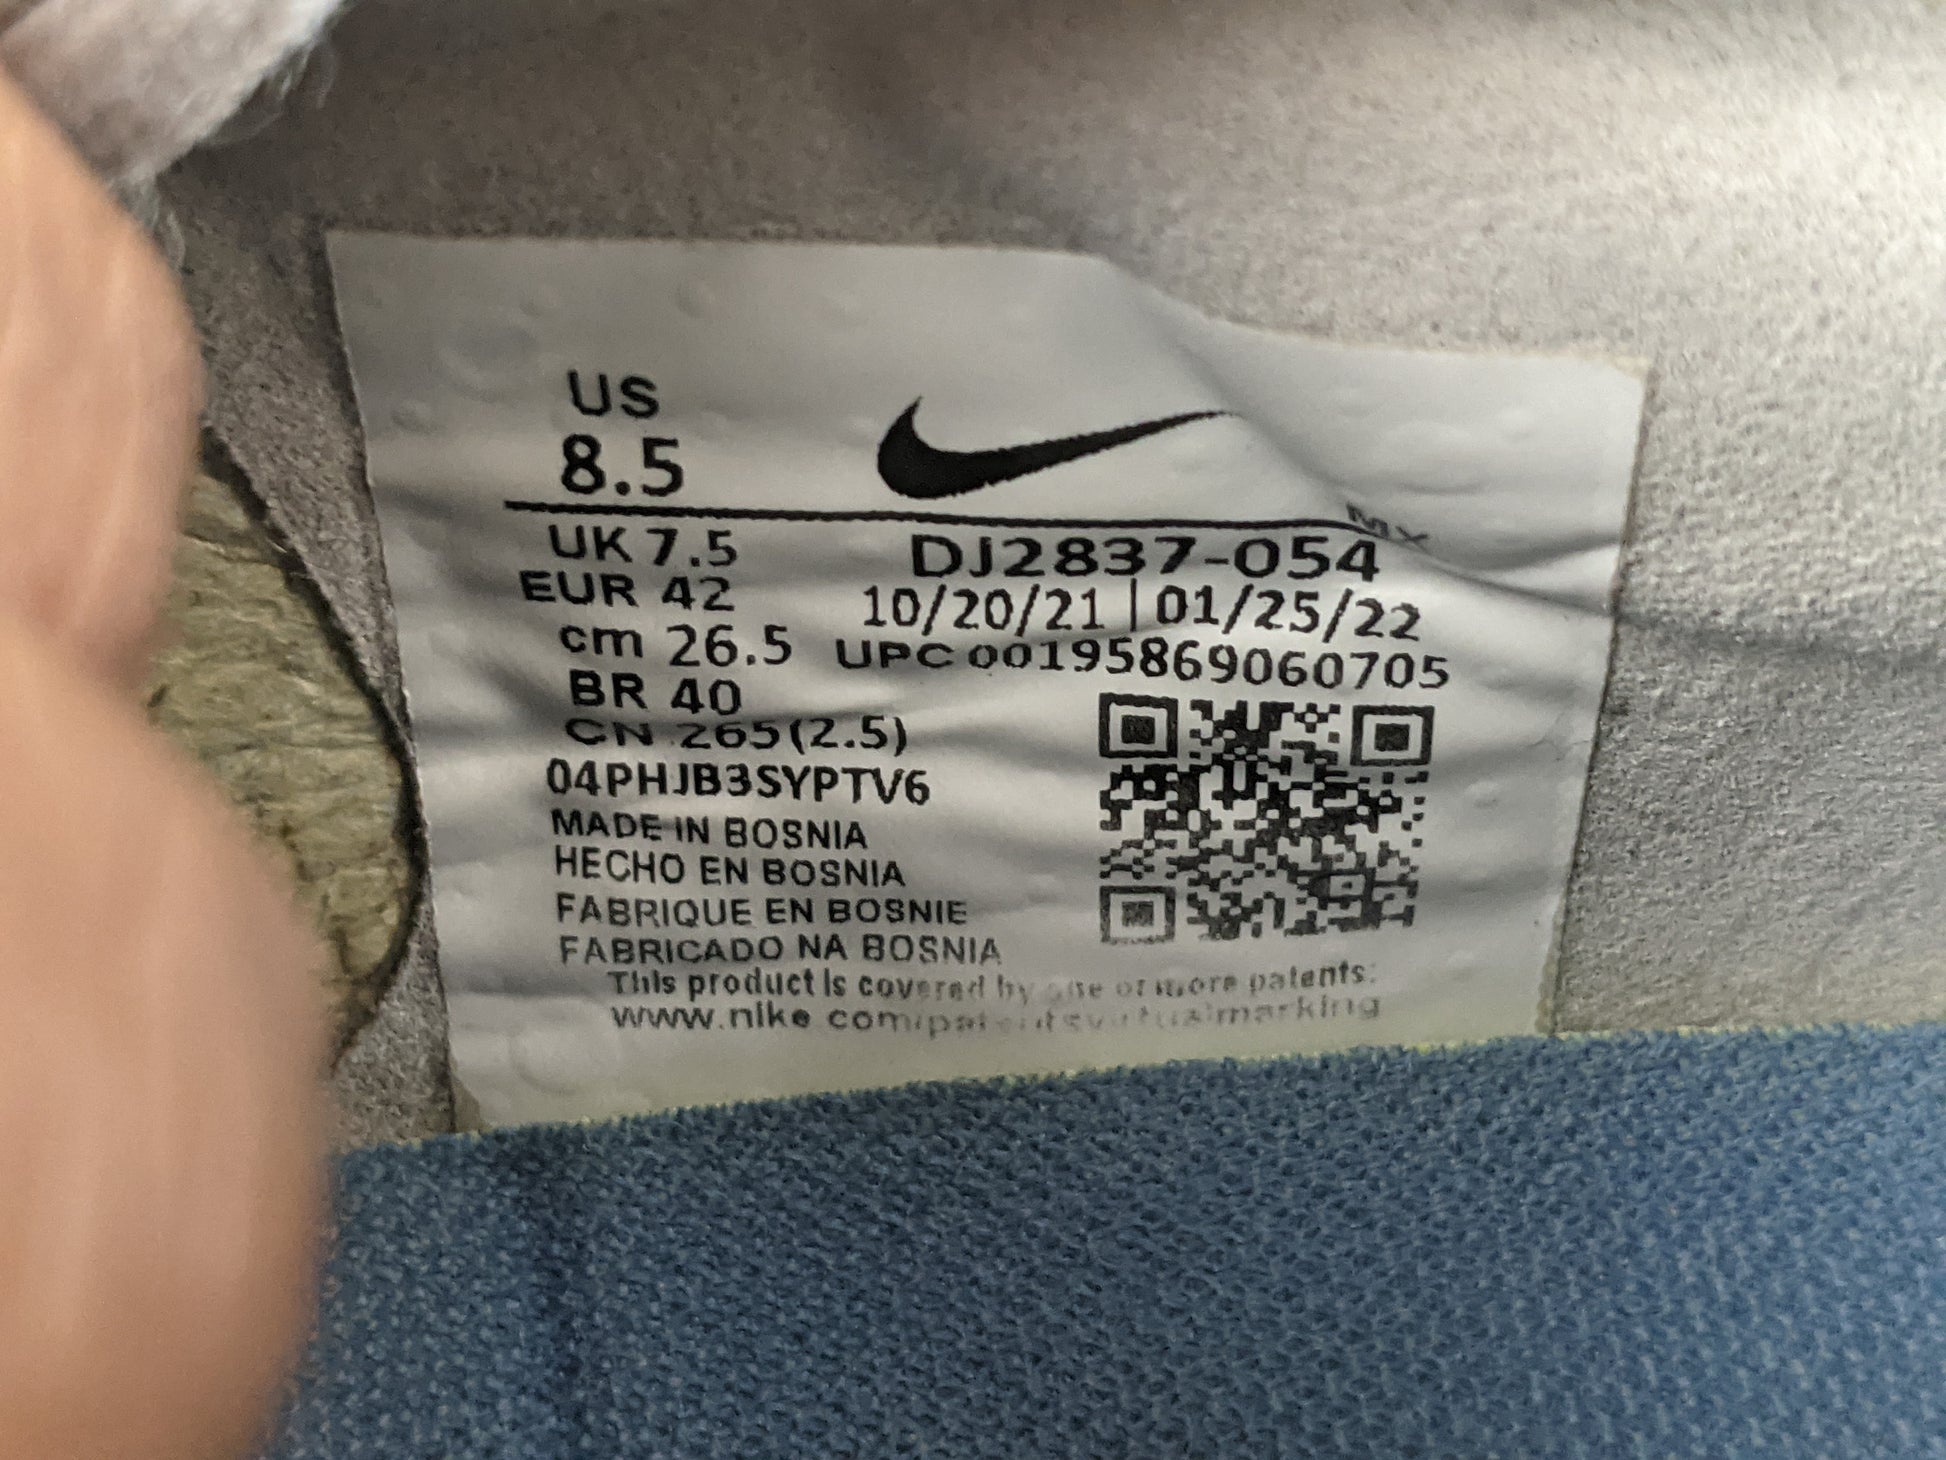 US
8.5
MX
UK 7.5
DJ2837-054
EUR 42
10/20/21 | 01/25/22
cm 26.5
UPC 00195869060705
BR 40
CN 265(2.5)
04PHJB3SYPTV6
MADE IN BOSNIA
HECHO EN BOSNIA
FABRIQUE EN BOSNIE
FABRICADO NA BOSNIA
This product is covered by one or more patents:
www.nike.com/patentsvirtualmarking